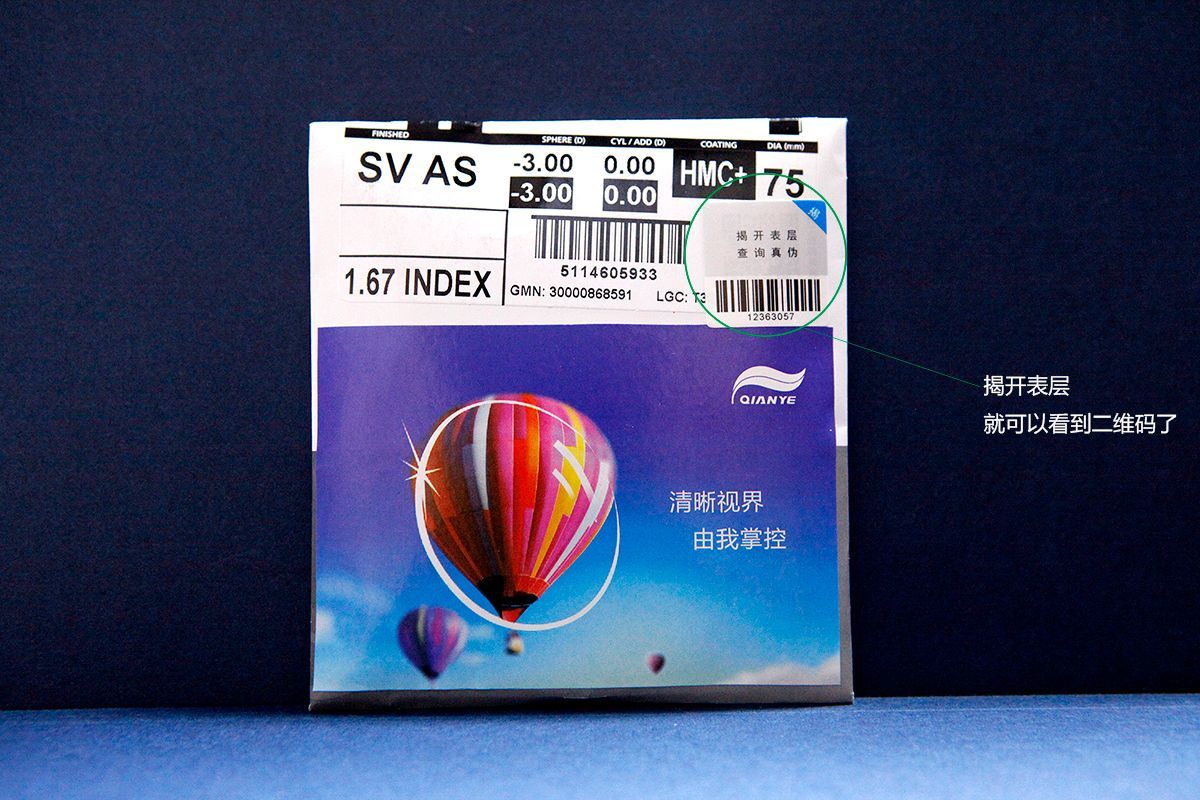 FINISHED
SPHERE (D)
CYL / ADD (D)
COATING
DIA (mm)
SV AS
-3.00
0.00
HMC+
75
-3.00
0.00
揭
揭开表层
查询真伪
12363057
5114605933
1.67 INDEX
GMN: 30000868591
LGC: T3
QIANYE
揭开表层
就可以看到二维码了
清晰视界
由我掌控